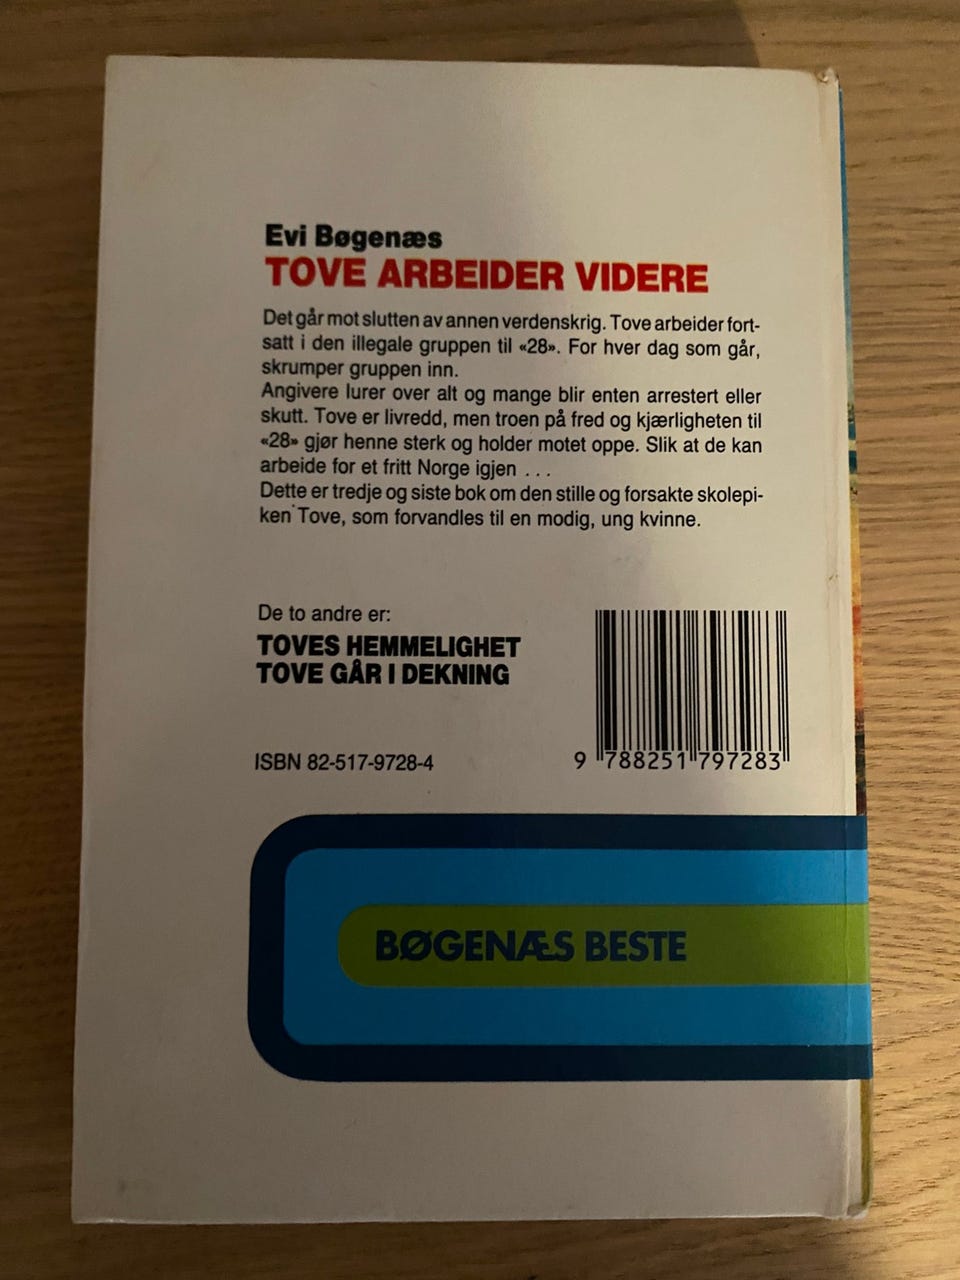 Evi Bøgenæs
TOVE ARBEIDER VIDERE
Det går mot slutten av annen verdenskrig. Tove arbeider fort-
satt i den illegale gruppen til «28». For hver dag som går,
skrumper gruppen inn.
Angivere lurer over alt og mange blir enten arrestert eller
skutt. Tove er livredd, men troen på fred og kjærligheten til
«28» gjør henne sterk og holder motet oppe. Slik at de kan
arbeide for et fritt Norge igjen . . .
Dette er tredje og siste bok om den stille og forsakte skolepi-
ken Tove, som forvandles til en modig, ung kvinne.
De to andre er:
TOVES HEMMELIGHET
TOVE GÅR I DEKNING
ISBN 82-517-9728-4
9 788251 797283
BØGENÆS BESTE